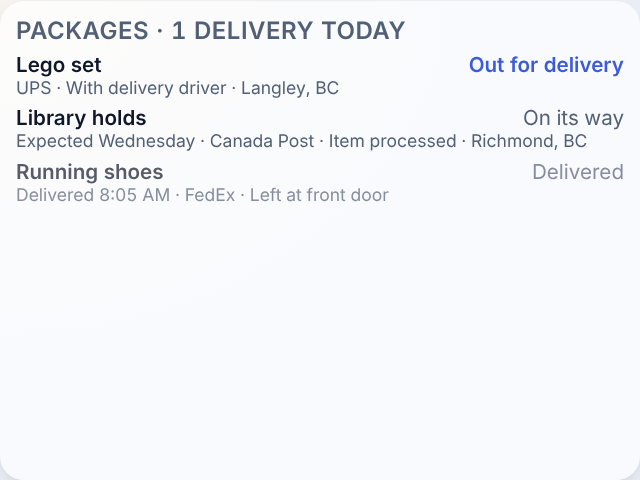 PACKAGES · 1 DELIVERY TODAY
Lego set Out for delivery
UPS · With delivery driver · Langley, BC
Library holds On its way
Expected Wednesday · Canada Post · Item processed · Richmond, BC
Running shoes Delivered
Delivered 8:05 AM · FedEx · Left at front door